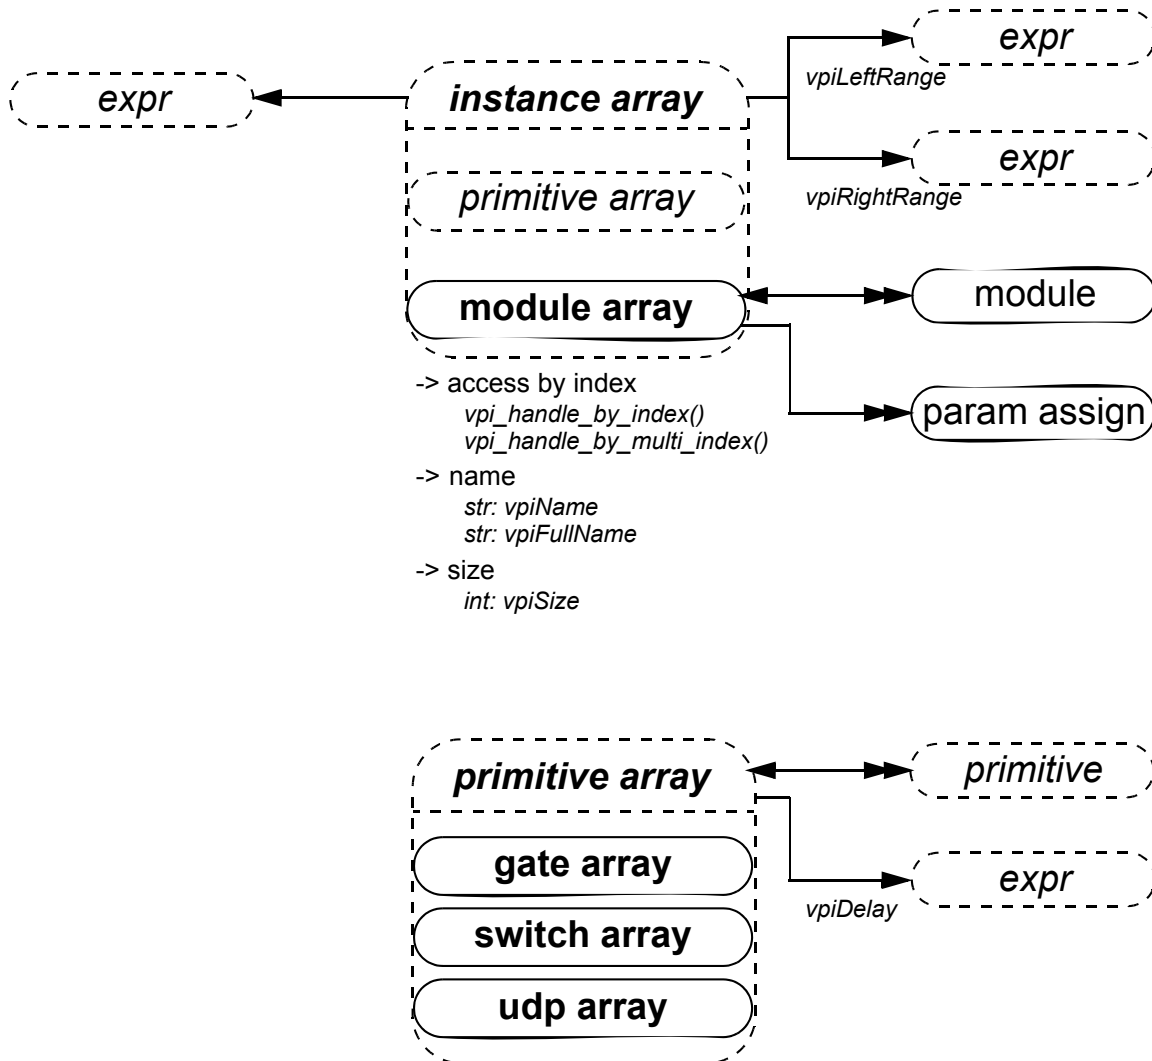 expr
instance array
primitive array
module array
-> access by index
vpi_handle_by_index()
vpi_handle_by_multi_index()
-> name
str: vpiName
str: vpiFullName
-> size
int: vpiSize
expr
vpiLeftRange
expr
vpiRightRange
module
param assign
primitive array
gate array
switch array
udp array
primitive
expr
vpiDelay